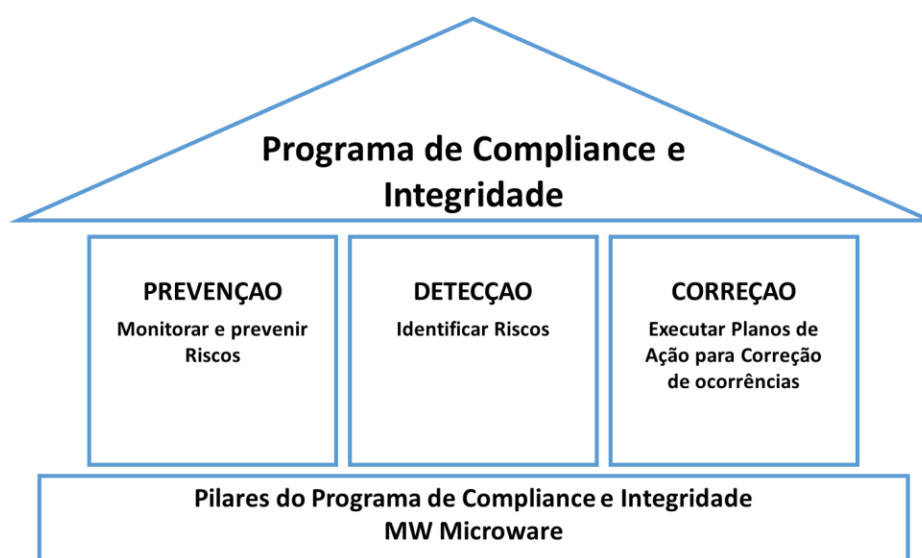 Programa de Compliance e
Integridade
PREVENÇAO
Monitorar e prevenir
Riscos
DETECÇAO
Identificar Riscos
CORREÇAO
Executar Planos de
Ação para Correção
de ocorrências
Pilares do Programa de Compliance e Integridade
MW Microware